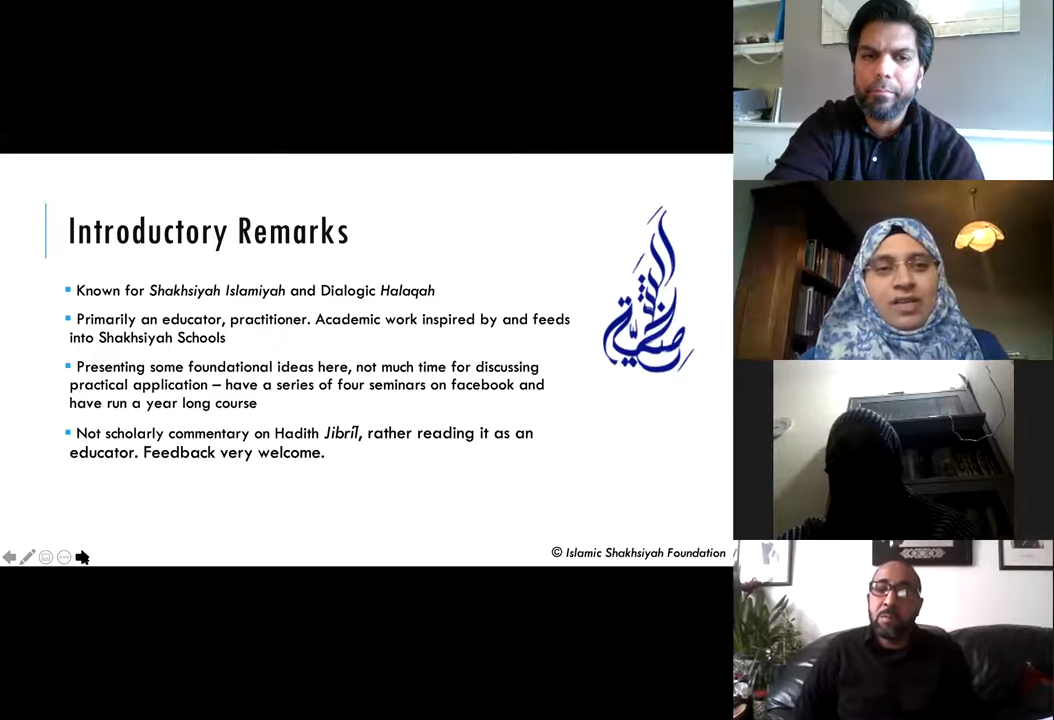 Introductory Remarks
Known for Shakhsiyah Islamiyah and Dialogic Halaqah
Primarily an educator, practitioner. Academic work inspired by and feeds
into Shakhsiyah Schools
Presenting some foundational ideas here, not much time for discussing
practical application – have a series of four seminars on facebook and
have run a year long course
Not scholarly commentary on Hadith Jibrīl, rather reading it as an
educator. Feedback very welcome.
© Islamic Shakhsiyah Foundation